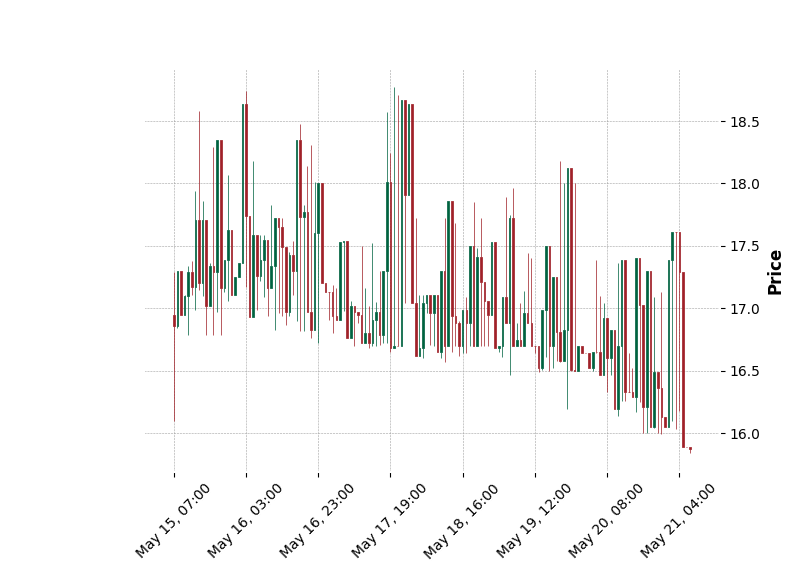 18.5
18.0
17.5
17.0
16.5
16.0
Price
May 15, 07:00
May 16, 03:00
May 16, 23:00
May 17, 19:00
May 18, 16:00
May 19, 12:00
May 20, 08:00
May 21, 04:00